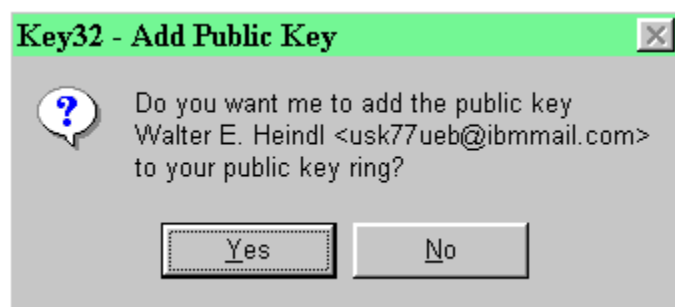 Key32 - Add Public Key
Do you want me to add the public key
Walter E. Heindl <usk77ueb@ibmmail.com>
to your public key ring?
Yes
No